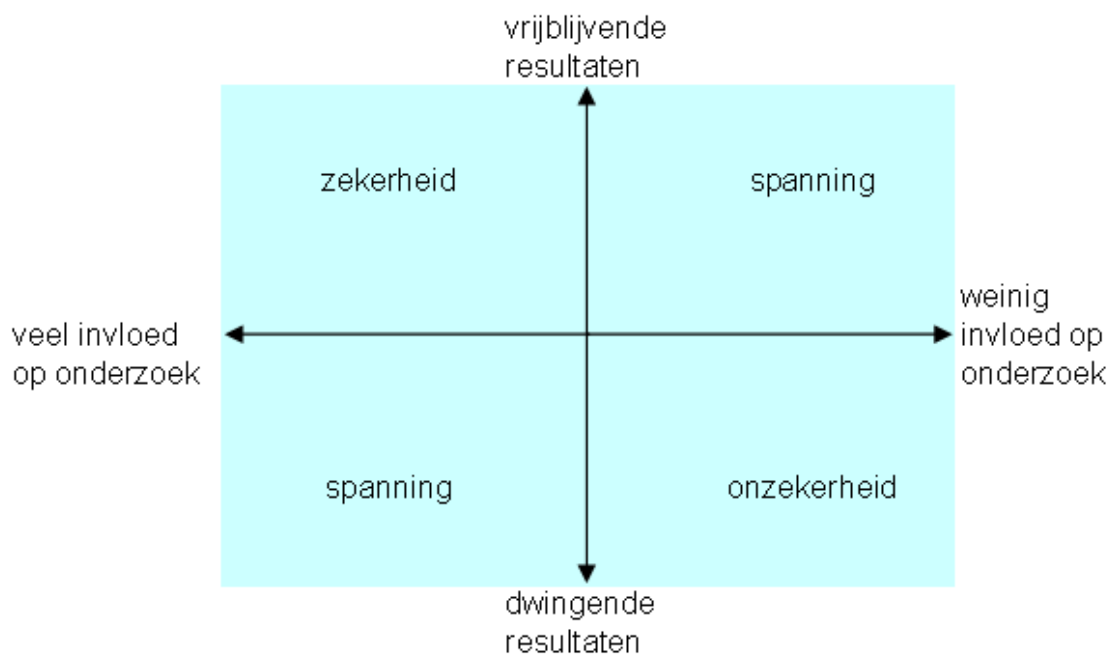 vrijblijvende
resultaten
zekerheid
spanning
veel invloed
op onderzoek
weinig
invloed op
onderzoek
spanning
onzekerheid
dwingende
resultaten